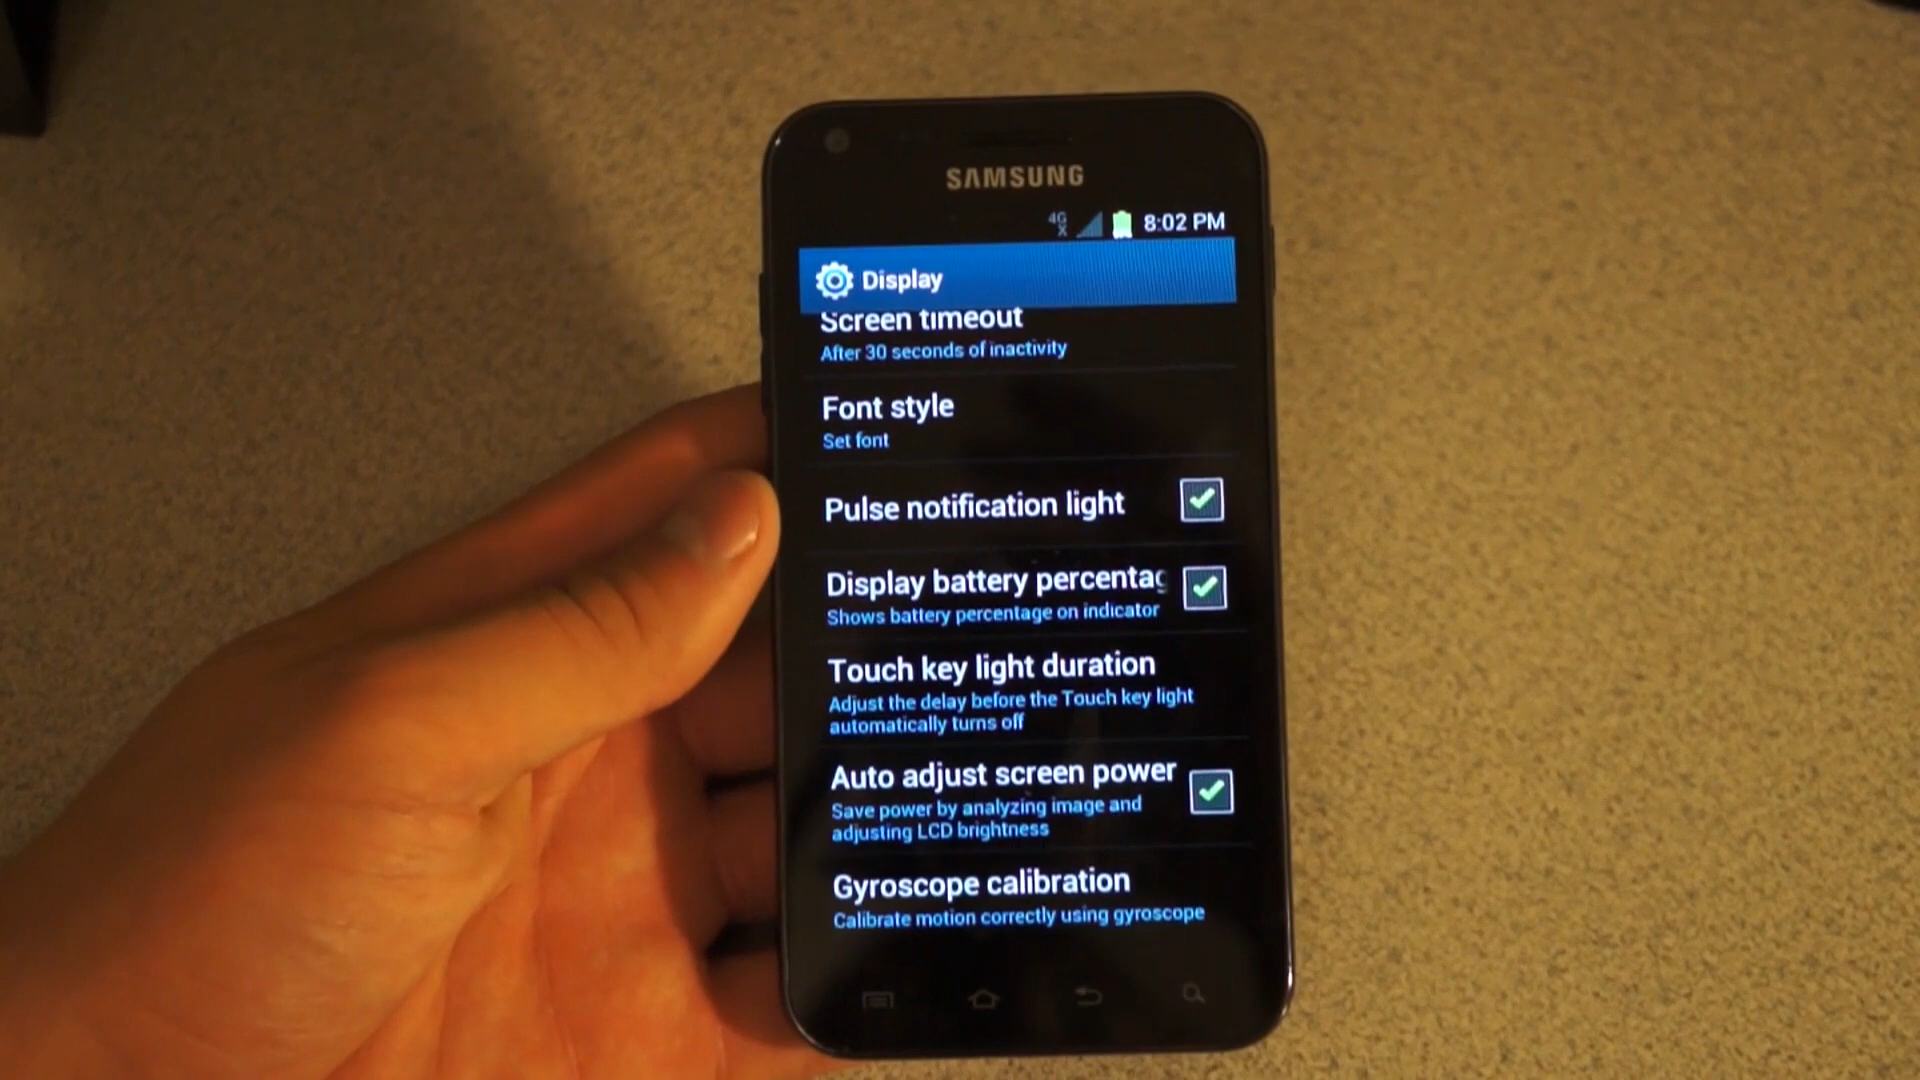 SAMSUNG
4G
X
8:02 PM
Display
Screen timeout
After 30 seconds of inactivity
Font style
Set font
Pulse notification light
Display battery percentag
Shows battery percentage on indicator
Touch key light duration
Adjust the delay before the Touch key light
automatically turns off
Auto adjust screen power
Save power by analyzing image and
adjusting LCD brightness
Gyroscope calibration
Calibrate motion correctly using gyroscope